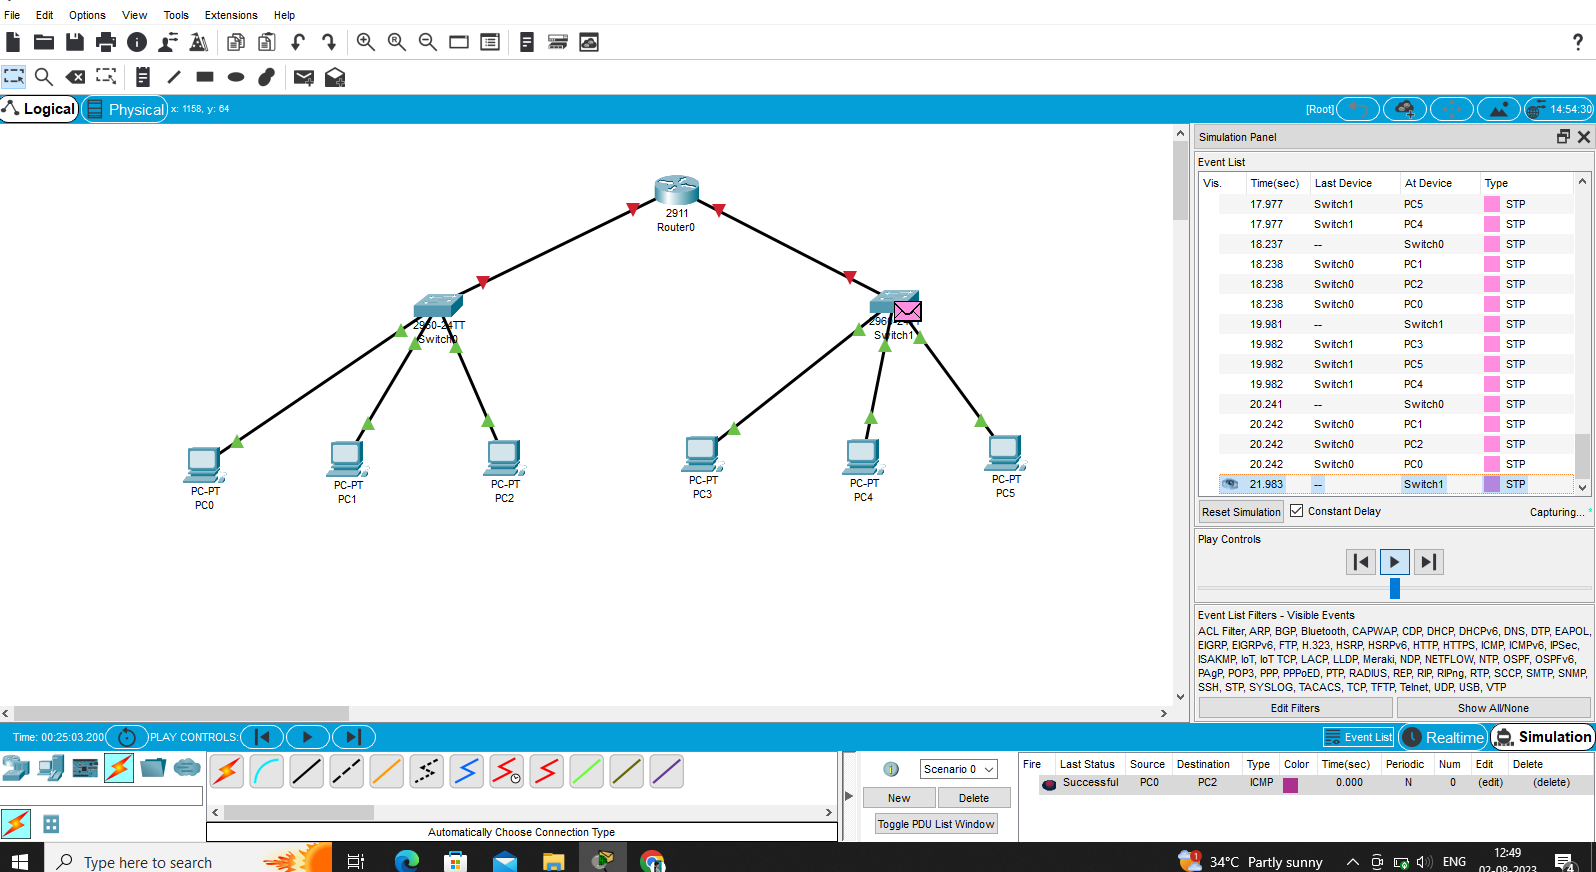 File Edit Options View Tools Extensions Help
?
Logical Physical x: 1158, y: 64 [Root] 14:54:30
Simulation Panel
Event List
Vis. Time(sec) Last Device At Device Type
17.977 Switch1 PC5 STP
17.977 Switch1 PC4 STP
18.237 -- Switch0 STP
18.238 Switch0 PC1 STP
18.238 Switch0 PC2 STP
18.238 Switch0 PC0 STP
19.981 -- Switch1 STP
19.982 Switch1 PC3 STP
19.982 Switch1 PC5 STP
19.982 Switch1 PC4 STP
20.241 -- Switch0 STP
20.242 Switch0 PC1 STP
20.242 Switch0 PC2 STP
20.242 Switch0 PC0 STP
21.983 -- Switch1 STP
Reset Simulation Constant Delay Capturing... *
Play Controls
Event List Filters - Visible Events
ACL Filter, ARP, BGP, Bluetooth, CAPWAP, CDP, DHCP, DHCPv6, DNS, DTP, EAPOL,
EIGRP, EIGRPv6, FTP, H.323, HSRP, HSRPv6, HTTP, HTTPS, ICMP, ICMPv6, IPSec,
ISAKMP, IoT, IoT TCP, LACP, LLDP, Meraki, NDP, NETFLOW, NTP, OSPF, OSPFv6,
PAgP, POP3, PPP, PPPoED, PTP, RADIUS, REP, RIP, RIPng, RTP, SCCP, SMTP, SNMP,
SSH, STP, SYSLOG, TACACS, TCP, TFTP, Telnet, UDP, USB, VTP
Edit Filters Show All/None
2911
Router0
2960-24TT
Switch0
Switch1
PC-PT
PC0
PC-PT
PC1
PC-PT
PC2
PC-PT
PC3
PC-PT
PC4
PC-PT
PC5
Time: 00:25:03.200 PLAY CONTROLS: Event List Realtime Simulation
Automatically Choose Connection Type
Scenario 0
New Delete
Toggle PDU List Window
Fire Last Status Source Destination Type Color Time(sec) Periodic Num Edit Delete
Successful PC0 PC2 ICMP 0.000 N 0 (edit) (delete)
Type here to search 1 34°C Partly sunny ENG 12:49
02-08-2023 4